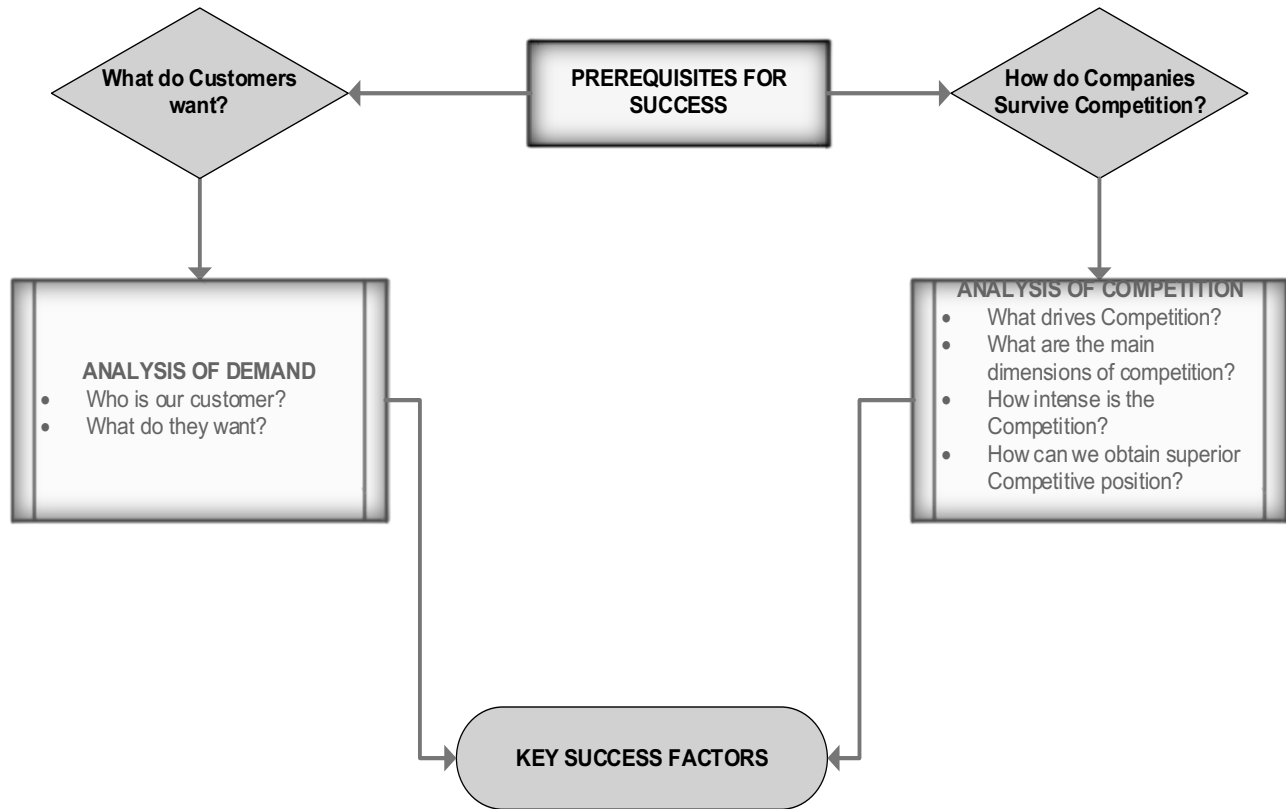 What do Customers
want?
PREREQUISITES FOR
SUCCESS
How do Companies
Survive Competition?
ANALYSIS OF DEMAND
• Who is our customer?
• What do they want?
ANALYSIS OF COMPETITION
• What drives Competition?
• What are the main
dimensions of competition?
• How intense is the
Competition?
• How can we obtain superior
Competitive position?
KEY SUCCESS FACTORS